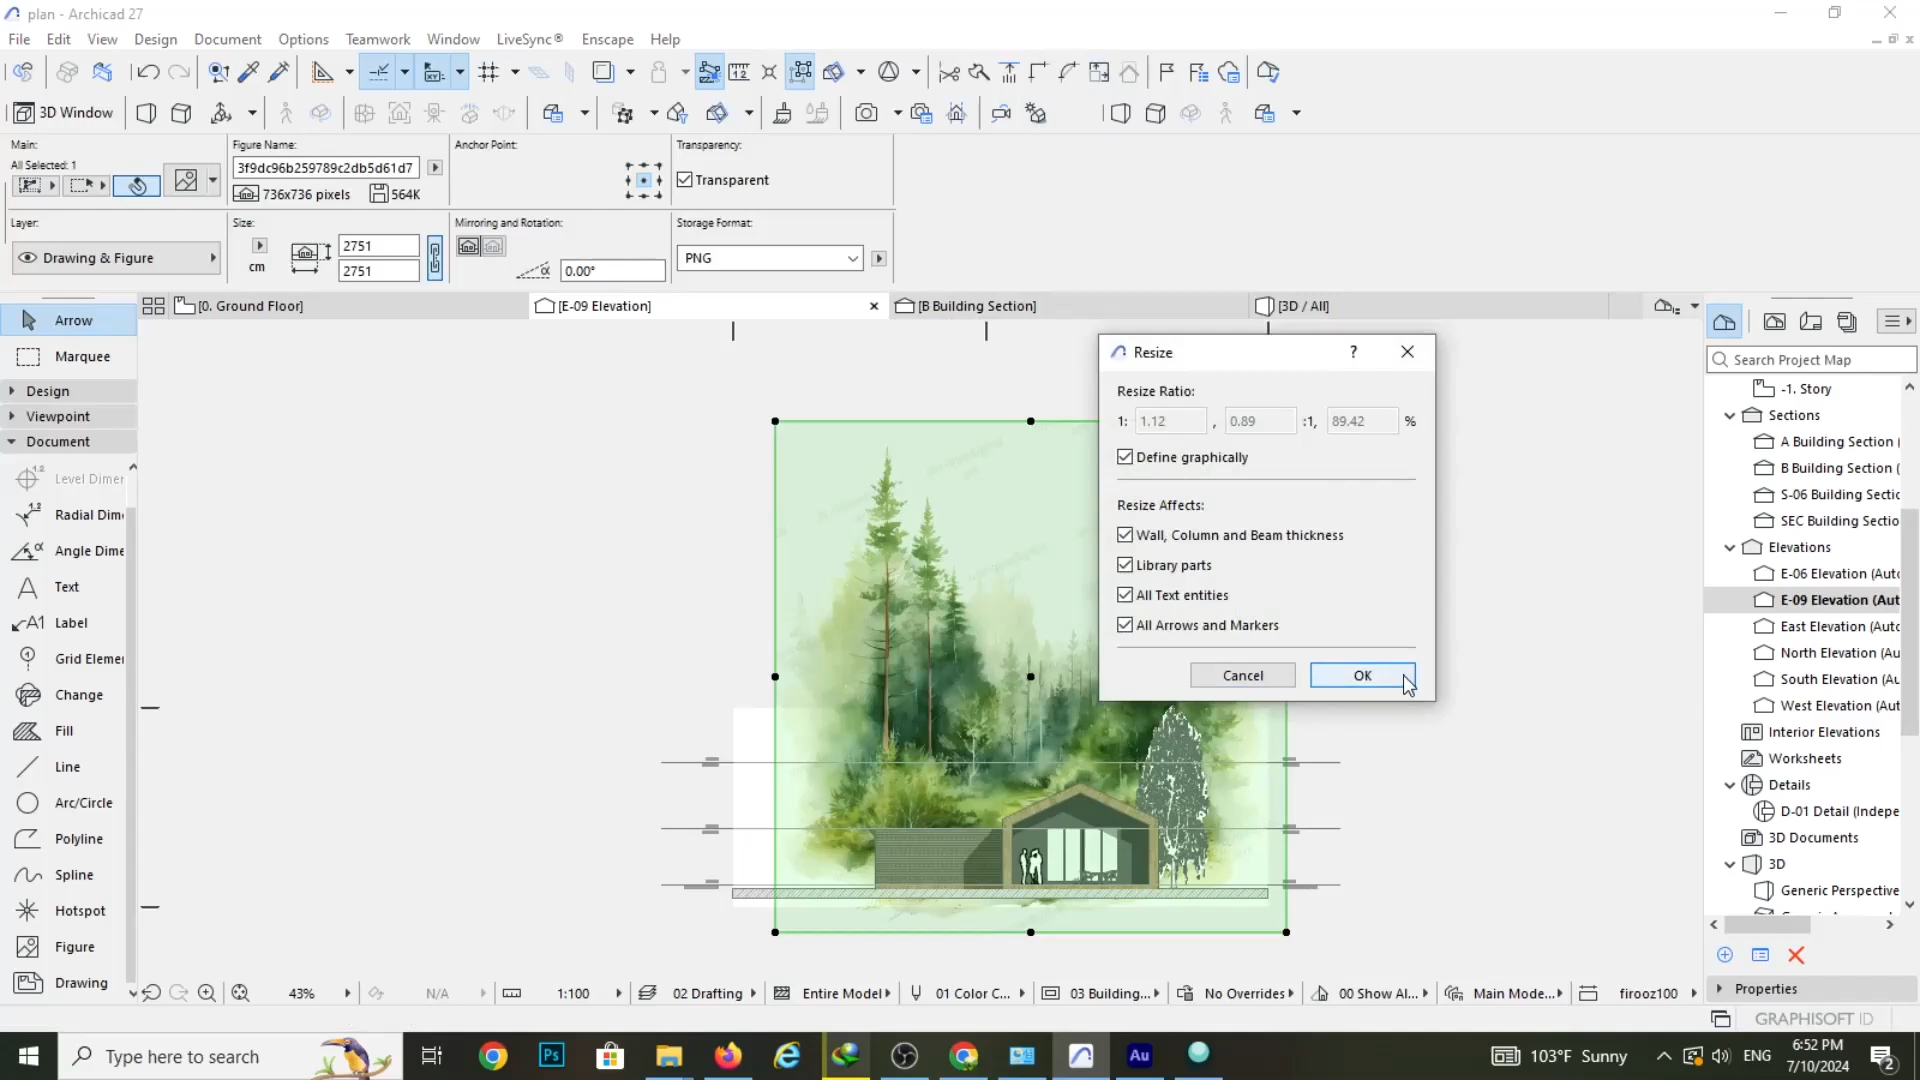 plan - Archicad 27
File Edit View Design Document Options Teamwork Window LiveSync® Enscape Help
3D Window
Main:
All Selected: 1
Figure Name:
3f9dc96b259789c2db5d61d7
736x736 pixels 564K
Anchor Point:
Transparency:
Transparent
Layer:
Drawing & Figure
Size:
cm
2751
2751
Mirroring and Rotation:
0.00°
Storage Format:
PNG
[0. Ground Floor] [E-09 Elevation] [B Building Section] [3D / All]
Arrow
Marquee
Design
Viewpoint
Document
Level Dimer
Radial Dime
Angle Dime
Text
Label
Grid Elemer
Change
Fill
Line
Arc/Circle
Polyline
Spline
Hotspot
Figure
Drawing
Resize ?
Resize Ratio:
1: 1.12 , 0.89 :1, 89.42 %
Define graphically
Resize Affects:
Wall, Column and Beam thickness
Library parts
All Text entities
All Arrows and Markers
Cancel OK
Search Project Map
-1. Story
Sections
A Building Section (
B Building Section (
S-06 Building Sectic
SEC Building Sectio
Elevations
E-06 Elevation (Autc
E-09 Elevation (Aut
East Elevation (Autc
North Elevation (Au
South Elevation (Au
West Elevation (Aut
Interior Elevations
Worksheets
Details
D-01 Detail (Indepe
3D Documents
3D
Generic Perspective
Properties
43% N/A 1:100 02 Drafting Entire Model 01 Color C... 03 Building... No Overrides 00 Show Al... Main Mode... firooz100
GRAPHISOFT ID
Type here to search
Ps
Au
103°F Sunny
ENG
6:52 PM
7/10/2024
2